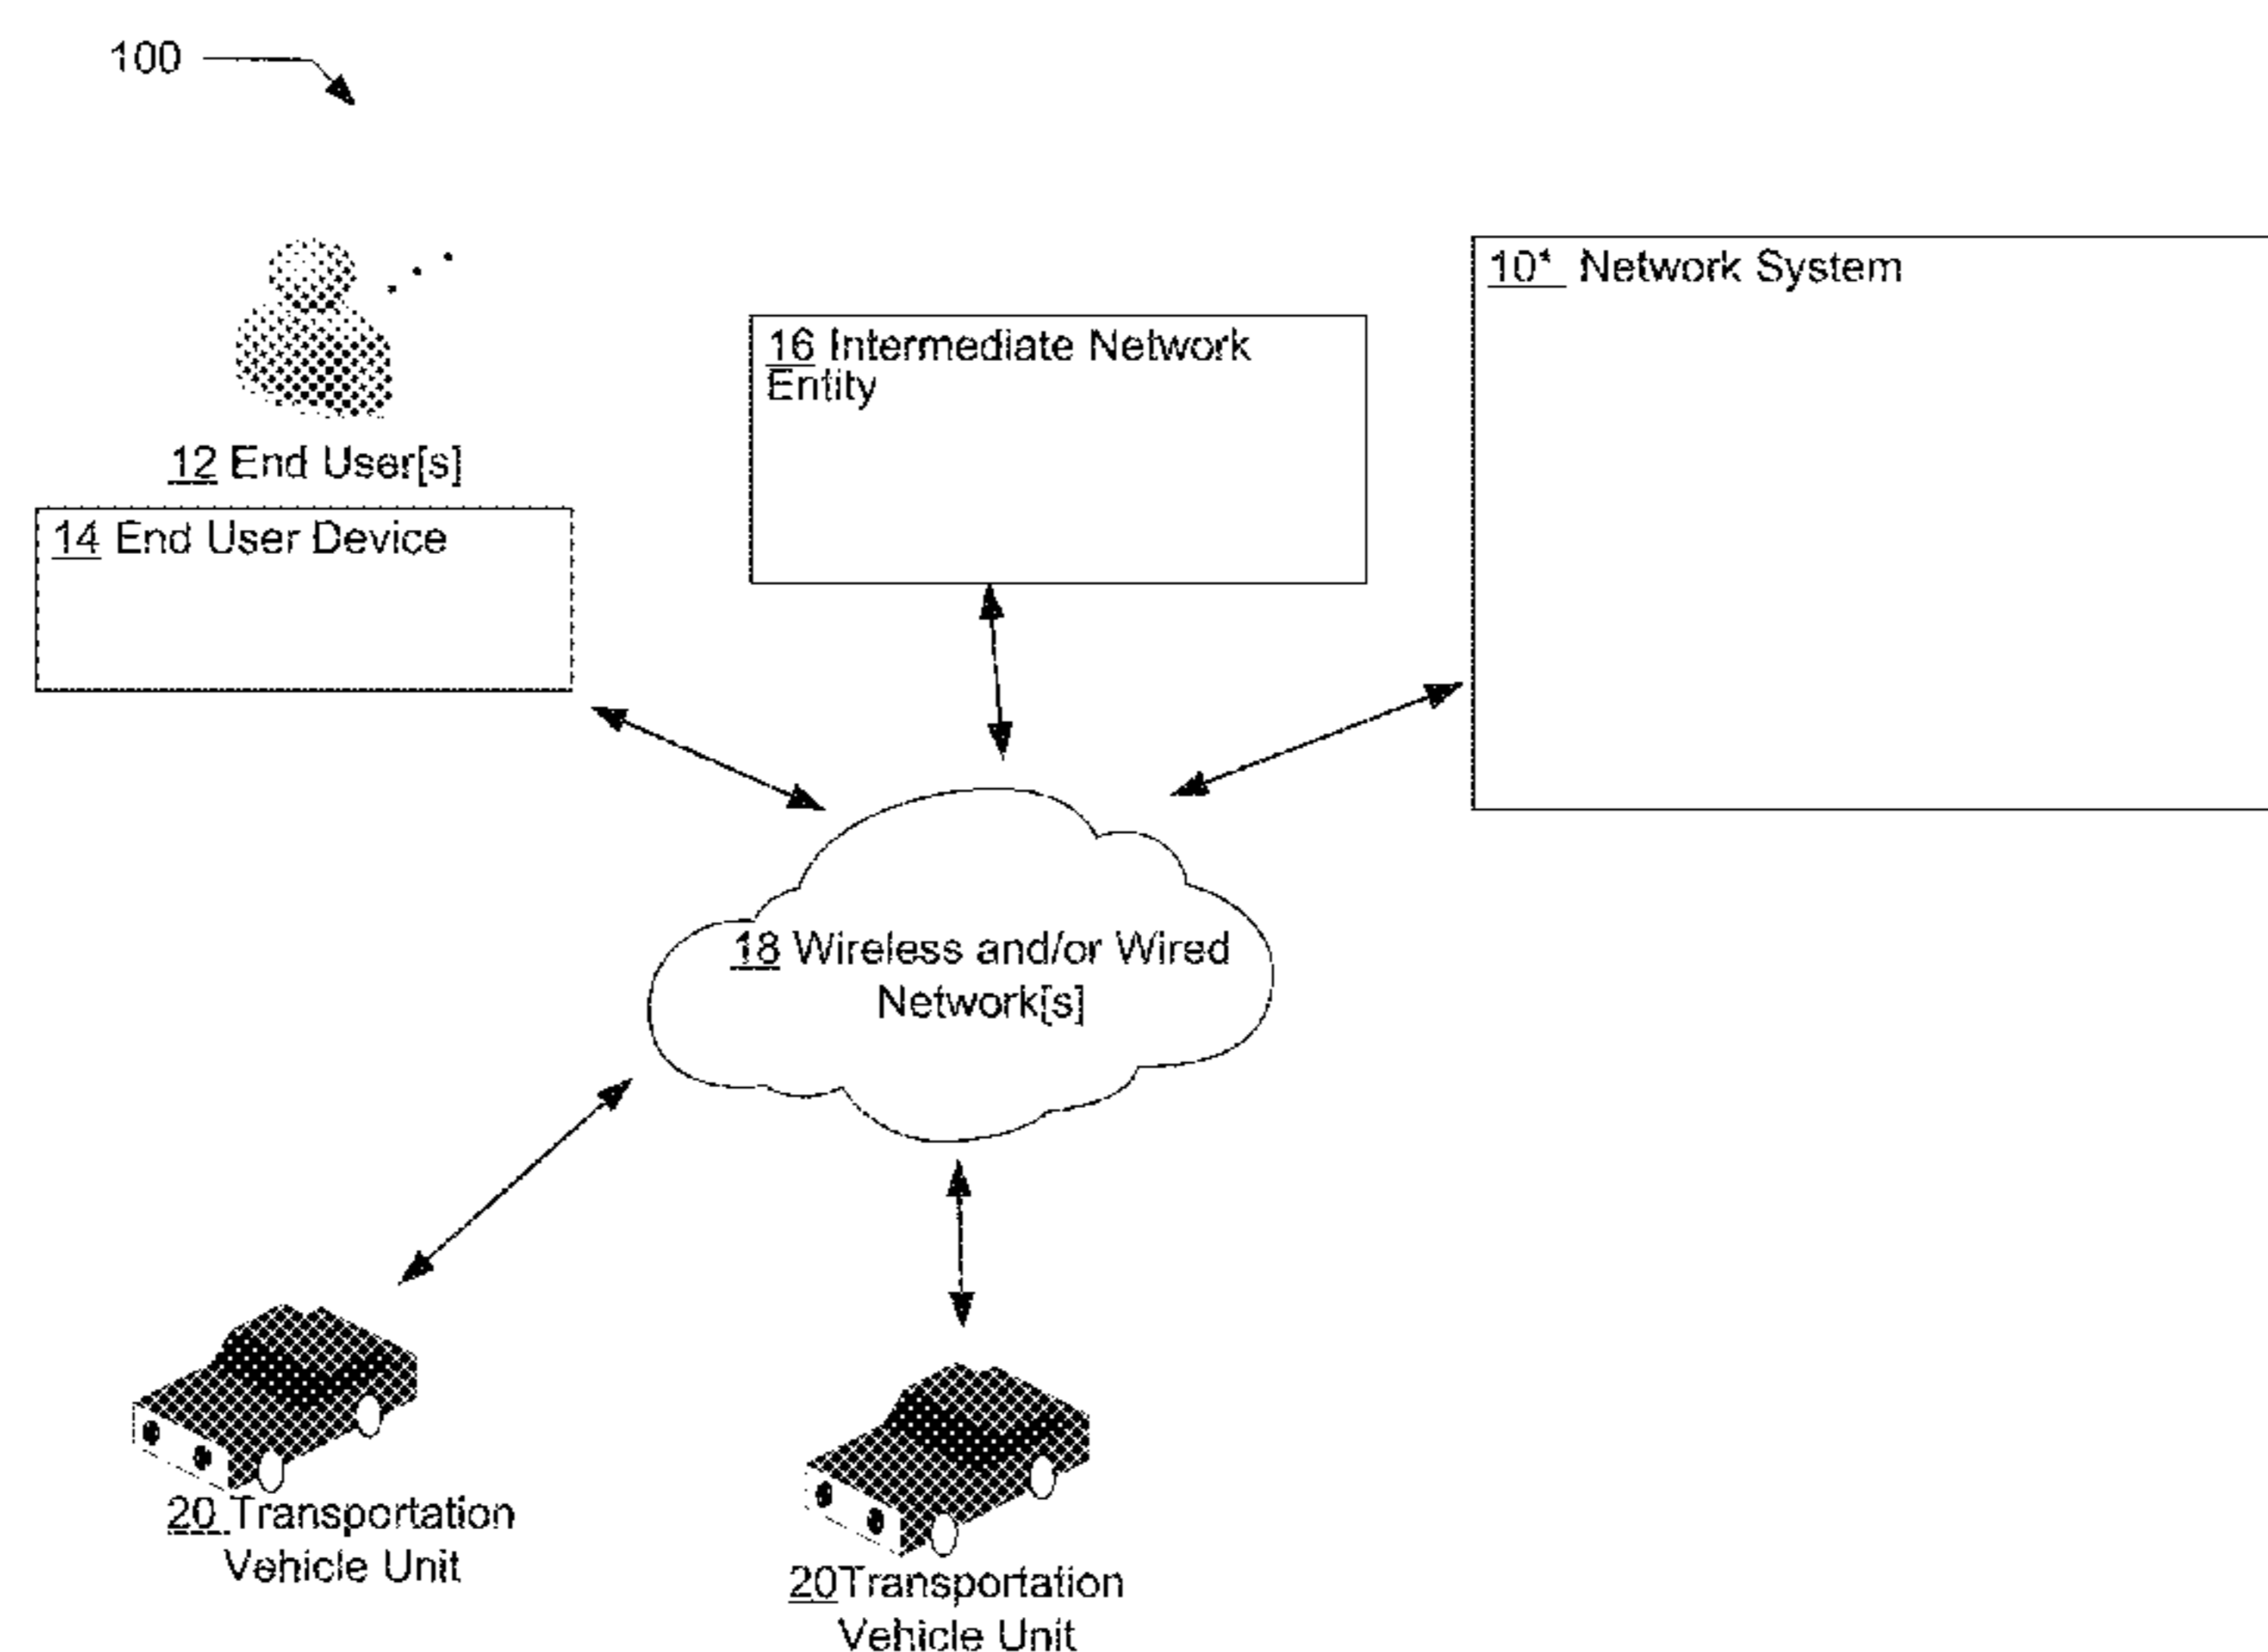 100
10* Network System
16 Intermediate Network
Entity
12 End User[s]
14 End User Device
18 Wireless and/or Wired
Network[s]
20 Transportation
Vehicle Unit
20Transportation
Vehicle Unit